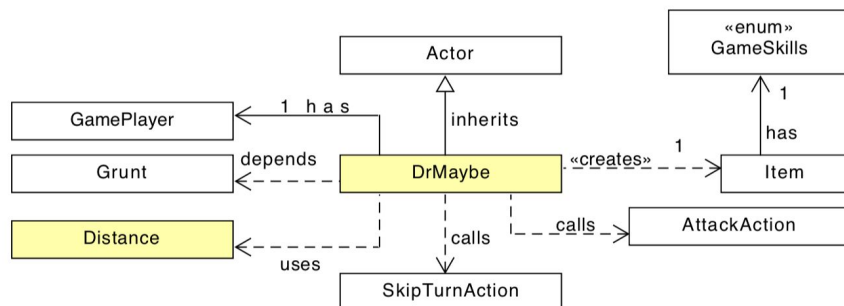 «enum»
GameSkills
Actor
1
1 has
GamePlayer
inherits
has
depends
«creates»
1
Grunt
DrMaybe
Item
Distance
calls
calls
AttackAction
uses
SkipTurnAction